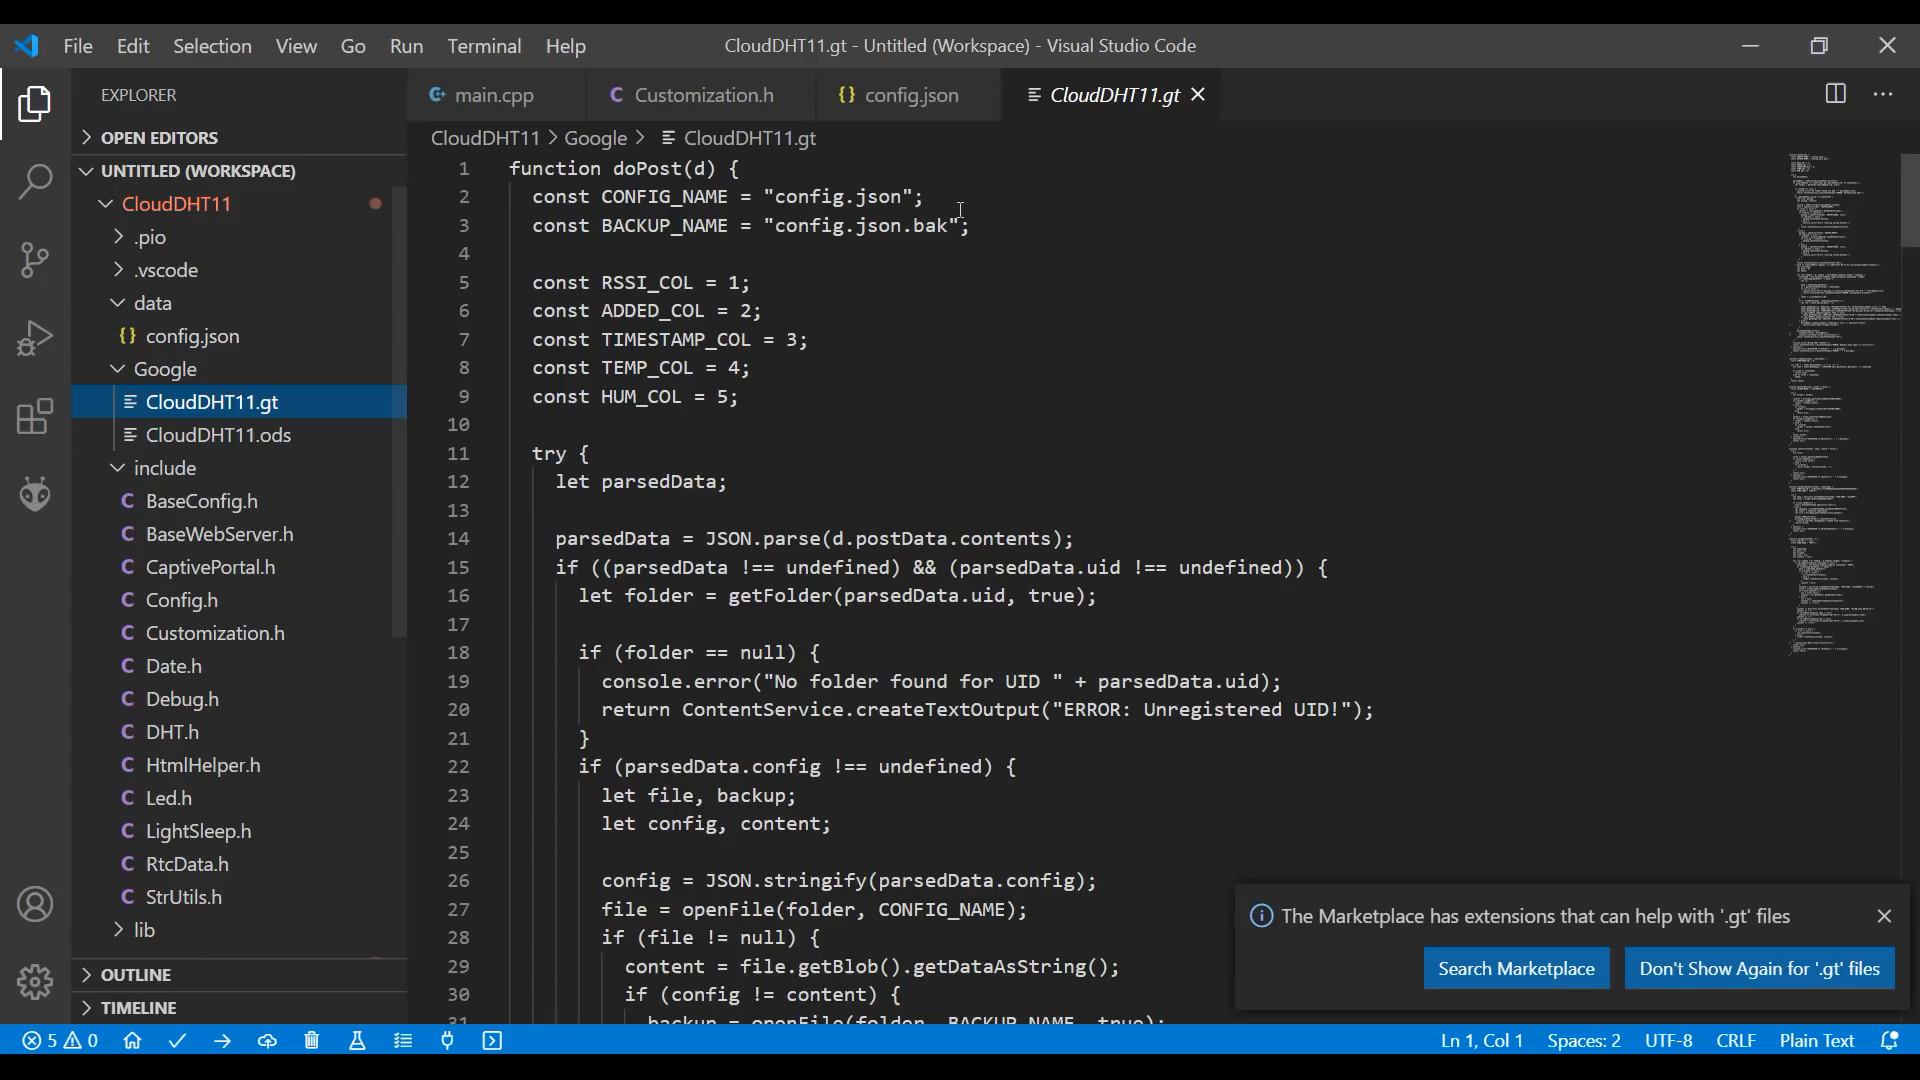 File Edit Selection View Go Run Terminal Help
CloudDHT11.gt - Untitled (Workspace) - Visual Studio Code
EXPLORER
OPEN EDITORS
UNTITLED (WORKSPACE)
CloudDHT11
.pio
.vscode
data
{} config.json
Google
CloudDHT11.gt
CloudDHT11.ods
include
C BaseConfig.h
C BaseWebServer.h
C CaptivePortal.h
C Config.h
C Customization.h
C Date.h
C Debug.h
C DHT.h
C HtmlHelper.h
C Led.h
C LightSleep.h
C RtcData.h
C StrUtils.h
lib
OUTLINE
TIMELINE
main.cpp
C Customization.h
{} config.json
CloudDHT11.gt
CloudDHT11 > Google > CloudDHT11.gt
1 function doPost(d) {
2 const CONFIG_NAME = "config.json";
3 const BACKUP_NAME = "config.json.bak";
4
5 const RSSI_COL = 1;
6 const ADDED_COL = 2;
7 const TIMESTAMP_COL = 3;
8 const TEMP_COL = 4;
9 const HUM_COL = 5;
10
11 try {
12 let parsedData;
13
14 parsedData = JSON.parse(d.postData.contents);
15 if ((parsedData !== undefined) && (parsedData.uid !== undefined)) {
16 let folder = getFolder(parsedData.uid, true);
17
18 if (folder == null) {
19 console.error("No folder found for UID " + parsedData.uid);
20 return ContentService.createTextOutput("ERROR: Unregistered UID!");
21 }
22 if (parsedData.config !== undefined) {
23 let file, backup;
24 let config, content;
25
26 config = JSON.stringify(parsedData.config);
27 file = openFile(folder, CONFIG_NAME);
28 if (file != null) {
29 content = file.getBlob().getDataAsString();
30 if (config != content) {
31 backup = openFile(folder, BACKUP_NAME, true);
The Marketplace has extensions that can help with '.gt' files
Search Marketplace
Don't Show Again for '.gt' files
5 0
Ln 1, Col 1 Spaces: 2 UTF-8 CRLF Plain Text